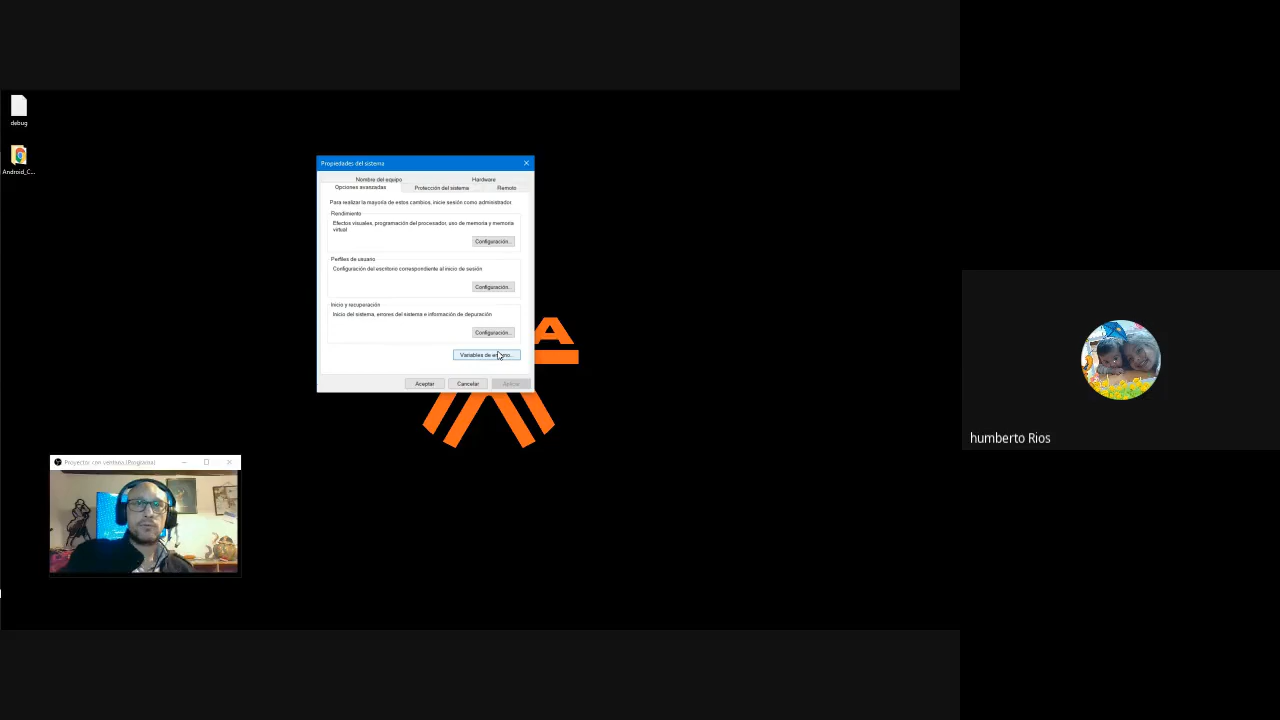 debug
Android_C...
Propiedades del sistema
Nombre del equipo
Hardware
Opciones avanzadas
Protección del sistema
Remoto
Para realizar la mayoría de estos cambios, inicie sesión como administrador.
Rendimiento
Efectos visuales, programación del procesador, uso de memoria y memoria
virtual
Configuración...
Perfiles de usuario
Configuración del escritorio correspondiente al inicio de sesión
Configuración...
Inicio y recuperación
Inicio del sistema, errores del sistema e información de depuración
Configuración...
Variables de
Aceptar
Cancelar
Aplicar
A
Proyector con ventana (Programa)
humberto Rios